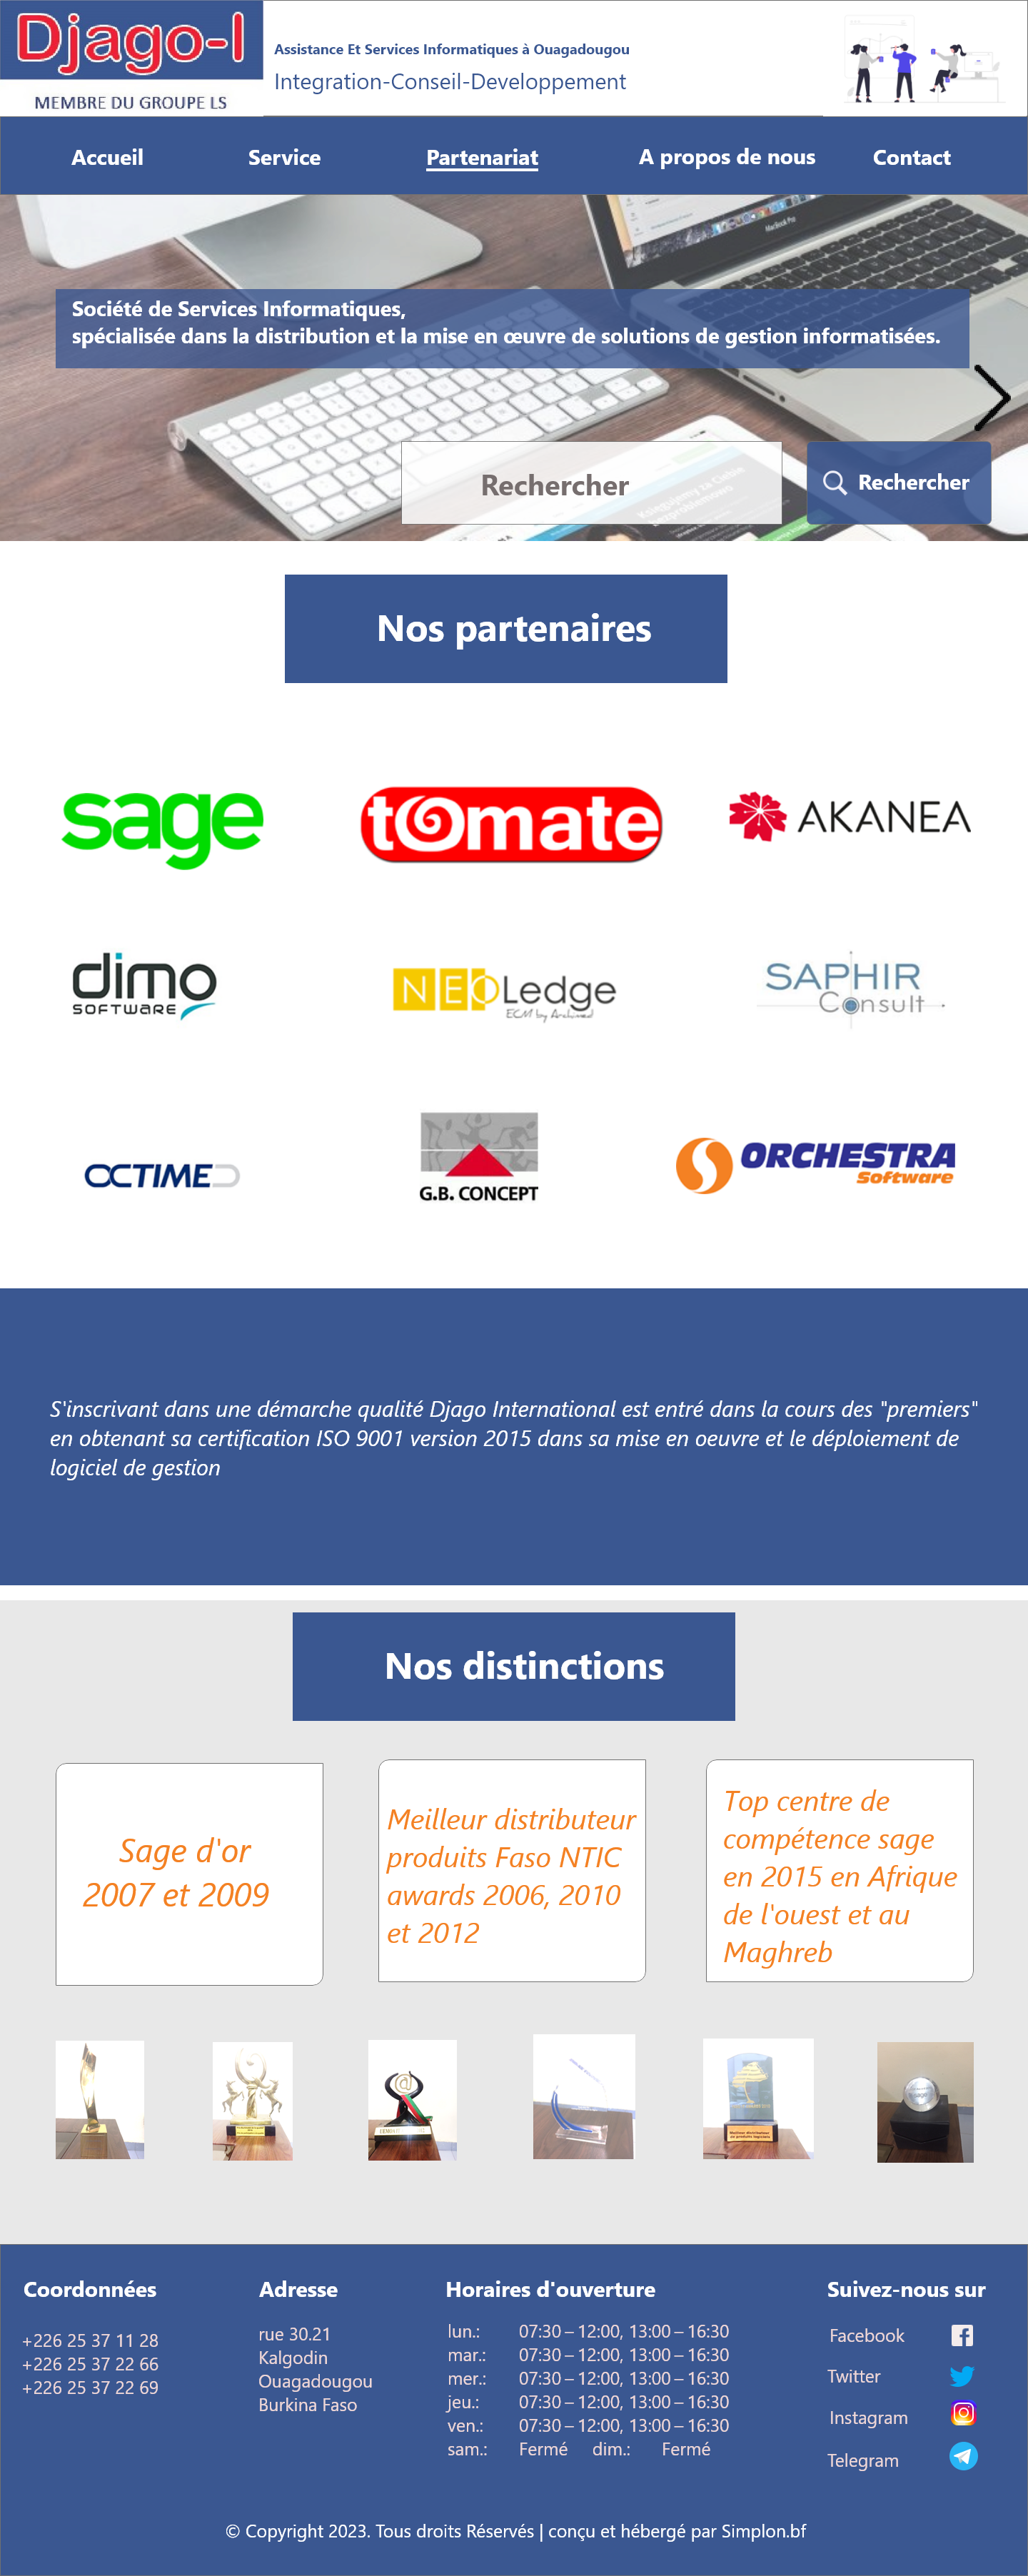 Djago-I
MEMBRE DU GROUPE LS
Assistance Et Services Informatiques à Ouagadougou
Integration-Conseil-Developpement
Accueil
Service
Partenariat
A propos de nous
Contact
MacBook Pro
Société de Services Informatiques,
spécialisée dans la distribution et la mise en œuvre de solutions de gestion informatisées.
Rechercher
Rechercher
Nos partenaires
sage
tomate
AKANEA
dimo
SOFTWARE
NEOLedge
ECM by Archimed
SAPHIR
Consult
OCTIME
G.B. CONCEPT
ORCHESTRA
Software
S'inscrivant dans une démarche qualité Djago International est entré dans la cours des "premiers"
en obtenant sa certification ISO 9001 version 2015 dans sa mise en oeuvre et le déploiement de
logiciel de gestion
Nos distinctions
Sage d'or
2007 et 2009
Meilleur distributeur
produits Faso NTIC
awards 2006, 2010
et 2012
Top centre de
compétence sage
en 2015 en Afrique
de l'ouest et au
Maghreb
Coordonnées
+226 25 37 11 28
+226 25 37 22 66
+226 25 37 22 69
Adresse
rue 30.21
Kalgodin
Ouagadougou
Burkina Faso
Horaires d'ouverture
lun.: 07:30 – 12:00, 13:00 – 16:30
mar.: 07:30 – 12:00, 13:00 – 16:30
mer.: 07:30 – 12:00, 13:00 – 16:30
jeu.: 07:30 – 12:00, 13:00 – 16:30
ven.: 07:30 – 12:00, 13:00 – 16:30
sam.: Fermé dim.: Fermé
Suivez-nous sur
Facebook
Twitter
Instagram
Telegram
© Copyright 2023. Tous droits Réservés | conçu et hébergé par Simplon.bf